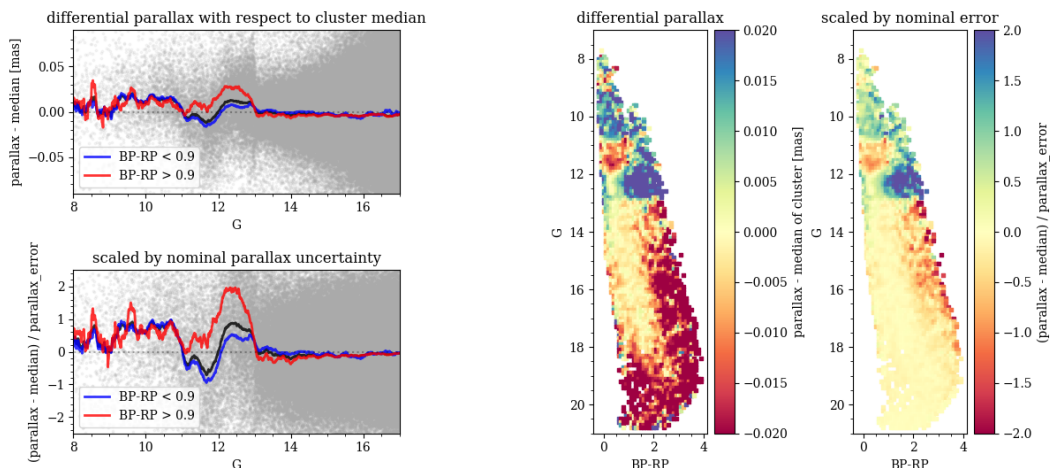 differential parallax with respect to cluster median
parallax - median [mas]
0.05
0.00
−0.05
BP-RP < 0.9
BP-RP > 0.9
8 10 12 14 16
G
scaled by nominal parallax uncertainty
(parallax - median) / parallax_error
2
1
0
−1
−2
BP-RP < 0.9
BP-RP > 0.9
8 10 12 14 16
G
differential parallax
G
8
10
12
14
16
18
20
0 2 4
BP-RP
0.020
0.015
0.010
0.005
0.000
−0.005
−0.010
−0.015
−0.020
parallax - median of cluster [mas]
scaled by nominal error
G
8
10
12
14
16
18
20
0 2 4
BP-RP
2.0
1.5
1.0
0.5
0.0
−0.5
−1.0
−1.5
−2.0
(parallax - median) / parallax_error